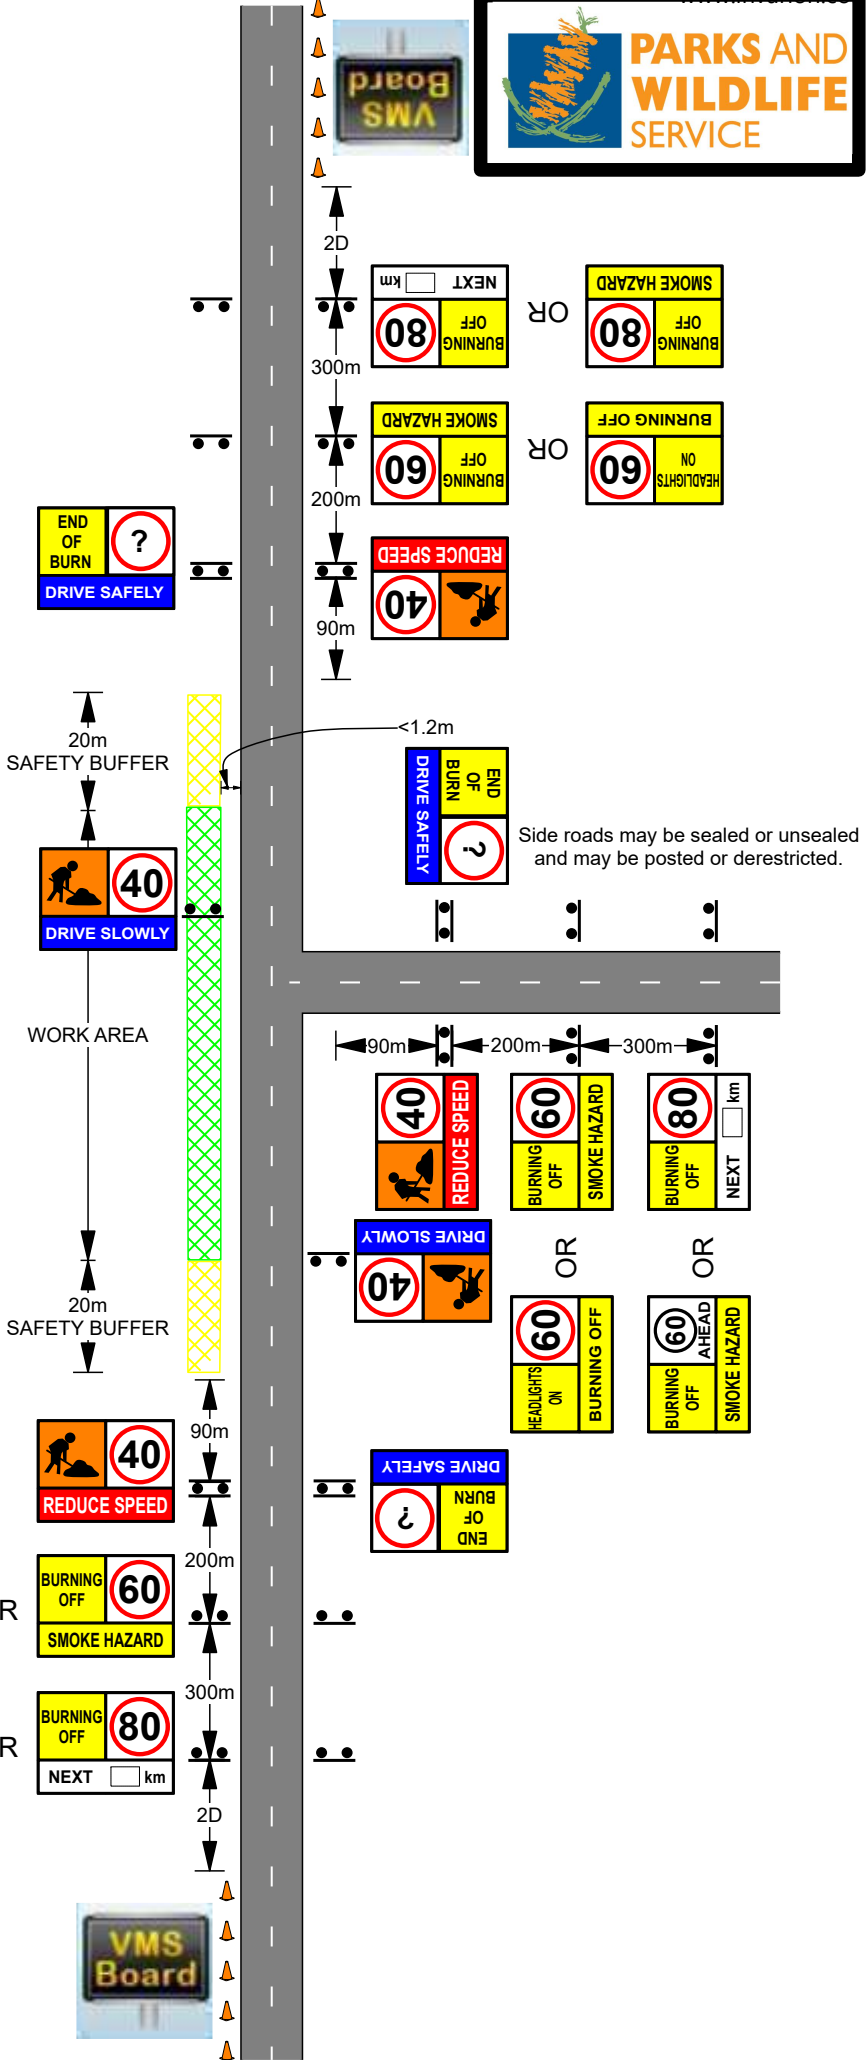 PARKS AND
WILDLIFE
SERVICE
VMS
Board
2D
NEXT km
80
BURNING
OFF
OR
SMOKE HAZARD
80
BURNING
OFF
300m
SMOKE HAZARD
60
BURNING
OFF
OR
BURNING OFF
60
HEADLIGHTS
ON
200m
END
OF
BURN
?
DRIVE SAFELY
REDUCE SPEED
40
90m
20m
SAFETY BUFFER
<1.2m
END
OF
BURN
?
DRIVE SAFELY
Side roads may be sealed or unsealed
and may be posted or derestricted.
40
DRIVE SLOWLY
WORK AREA
90m
200m
300m
40
REDUCE SPEED
60
BURNING
OFF
SMOKE HAZARD
80
BURNING
OFF
NEXT km
DRIVE SLOWLY
40
OR
OR
20m
SAFETY BUFFER
60
HEADLIGHTS
ON
BURNING OFF
60
AHEAD
BURNING
OFF
SMOKE HAZARD
90m
40
REDUCE SPEED
DRIVE SAFELY
?
END
OF
BURN
200m
R
BURNING
OFF
60
SMOKE HAZARD
300m
R
BURNING
OFF
80
NEXT km
2D
VMS
Board